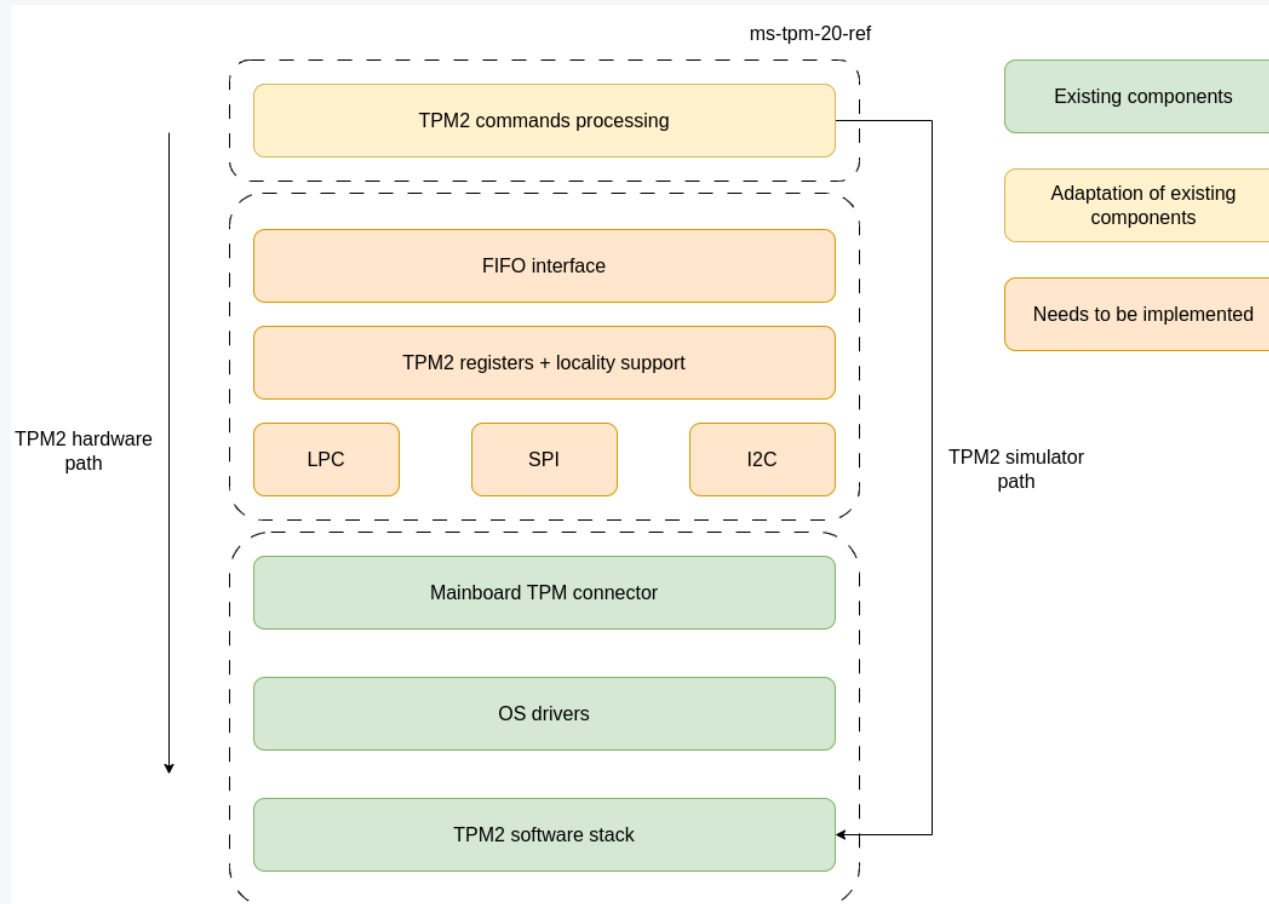 ms-tpm-20-ref
TPM2 commands processing
Existing components
Adaptation of existing
components
FIFO interface
Needs to be implemented
TPM2 registers + locality support
TPM2 hardware
path
LPC
SPI
I2C
TPM2 simulator
path
Mainboard TPM connector
OS drivers
TPM2 software stack